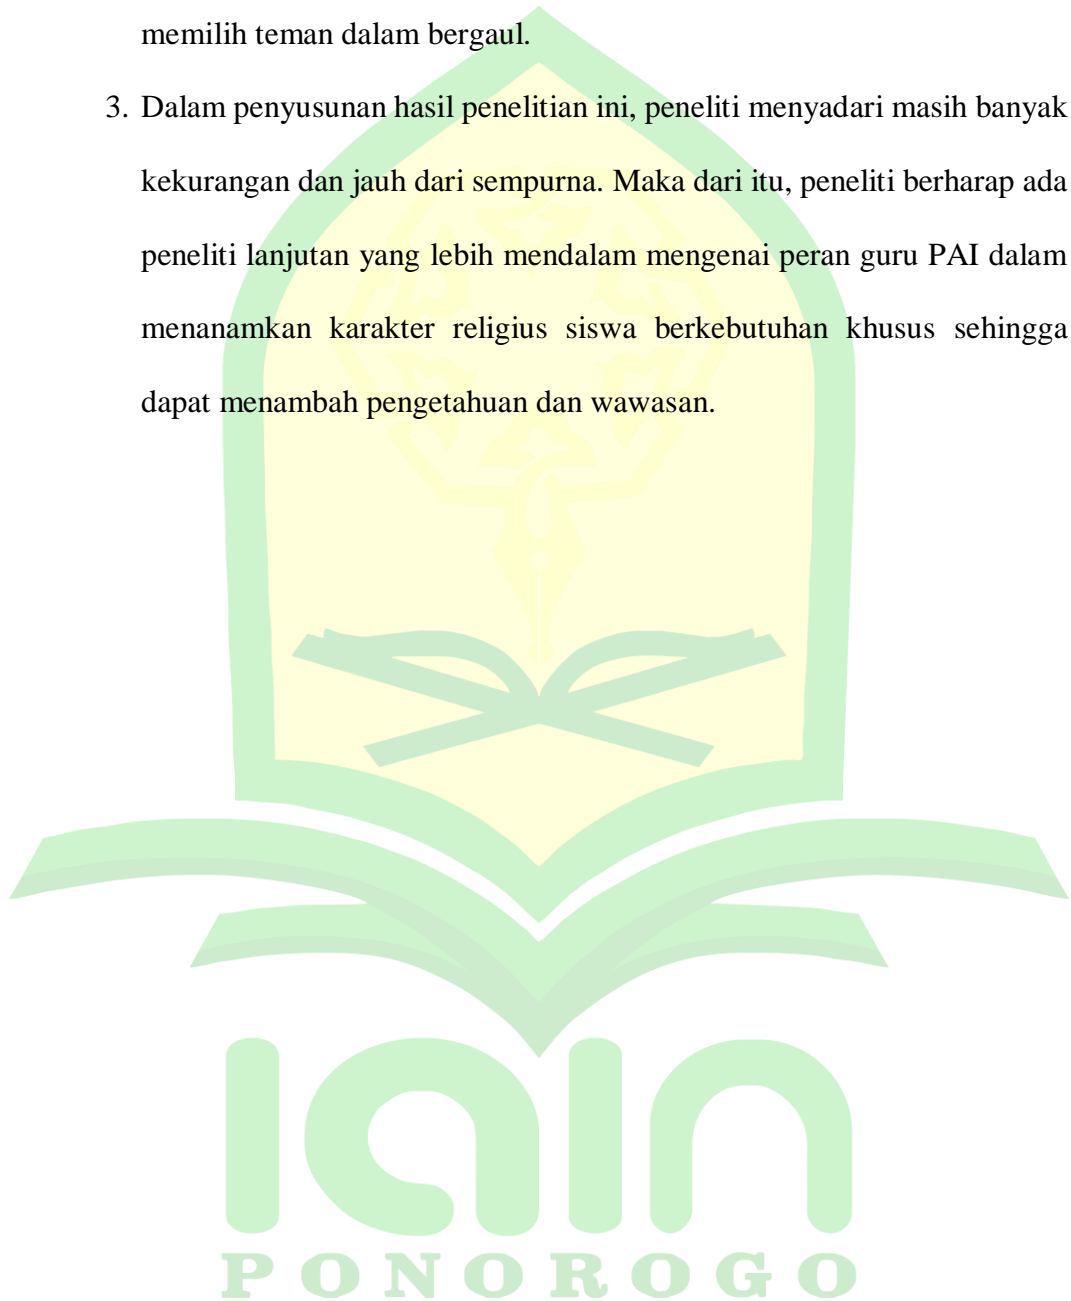 memilih teman dalam bergaul.
3. Dalam penyusunan hasil penelitian ini, peneliti menyadari masih banyak
kekurangan dan jauh dari sempurna. Maka dari itu, peneliti berharap ada
peneliti lanjutan yang lebih mendalam mengenai peran guru PAI dalam
menanamkan karakter religius siswa berkebutuhan khusus sehingga
dapat menambah pengetahuan dan wawasan.
iain
PONOROGO